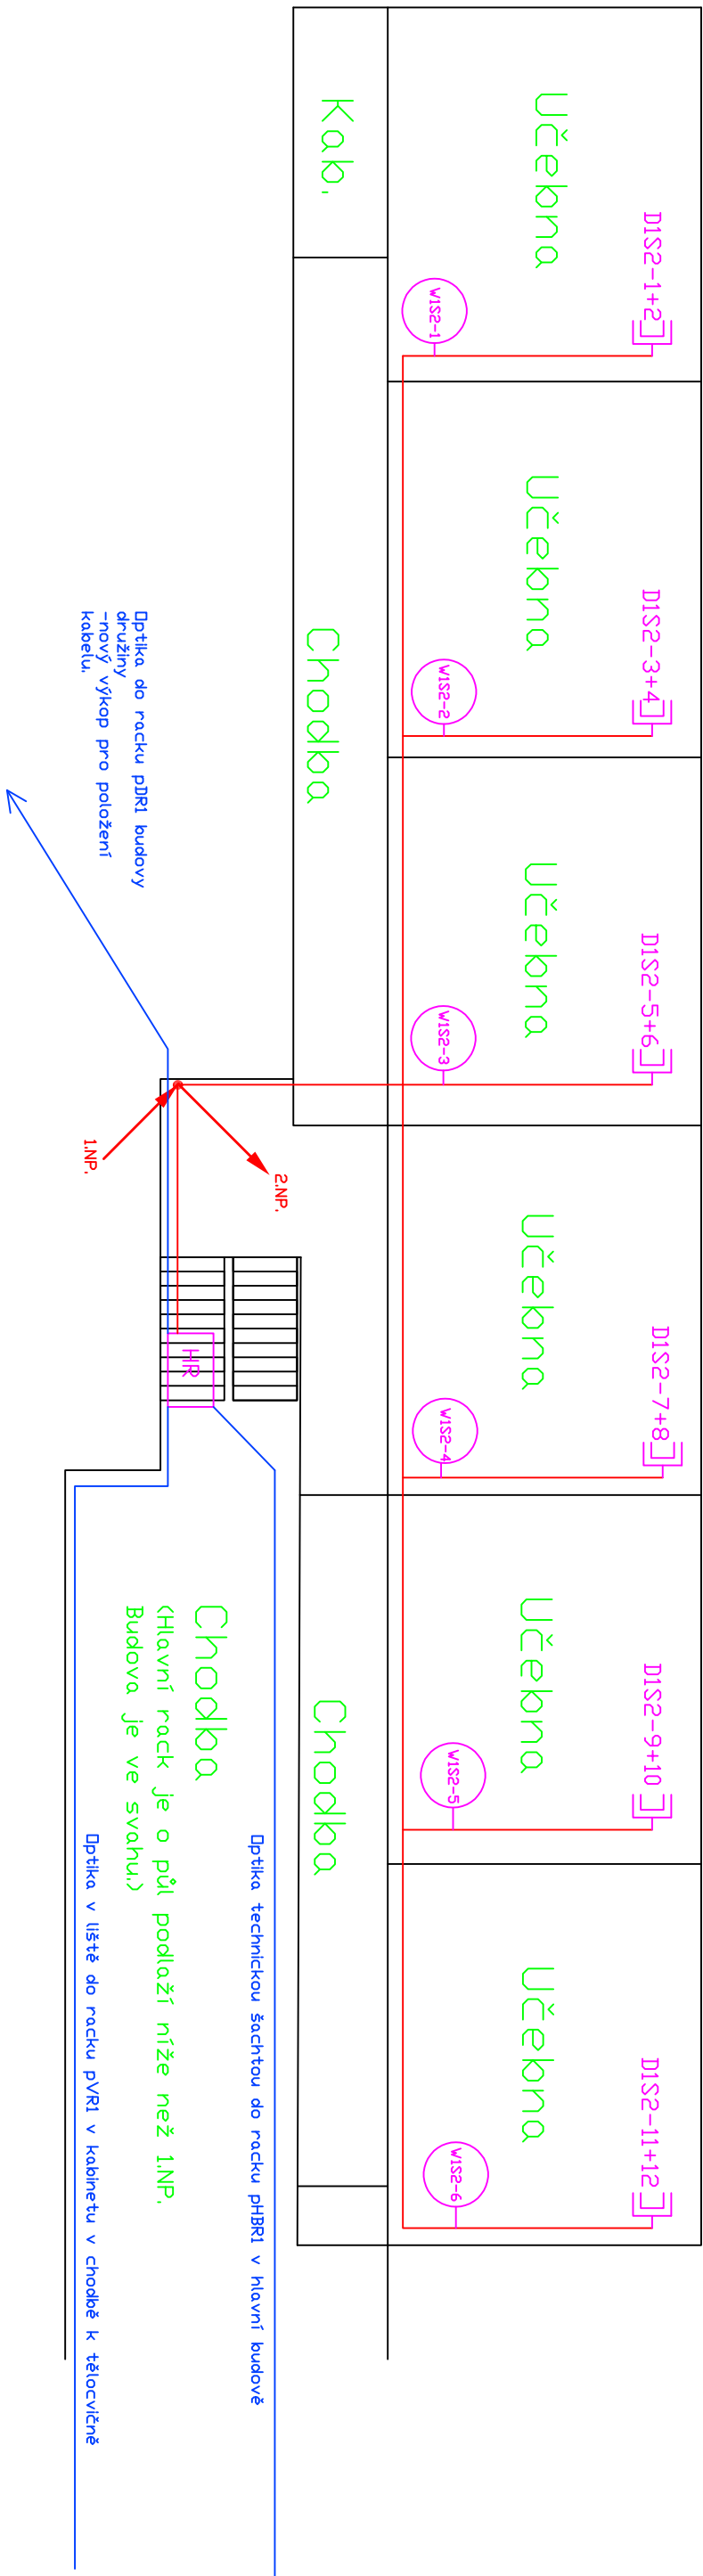 D1S2-1+2
Učebna
W1S2-1
Kab.
D1S2-3+4
Učebna
W1S2-2
Chodba
D1S2-5+6
Učebna
W1S2-3
Optika do racku pDR1 budovy
družiny
-nový výkop pro položení
kabelu.
1.NP.
2.NP.
HR
D1S2-7+8
Učebna
W1S2-4
D1S2-9+10
Učebna
W1S2-5
Chodba
D1S2-11+12
Učebna
W1S2-6
Optika technickou šachtou do racku pHBR1 v hlavní budově
Chodba
(Hlavní rack je o půl podlaží níže než 1.NP.
Budova je ve svahu.)
Optika v liště do racku pVR1 v kabinetu v chodbě k tělocvičně